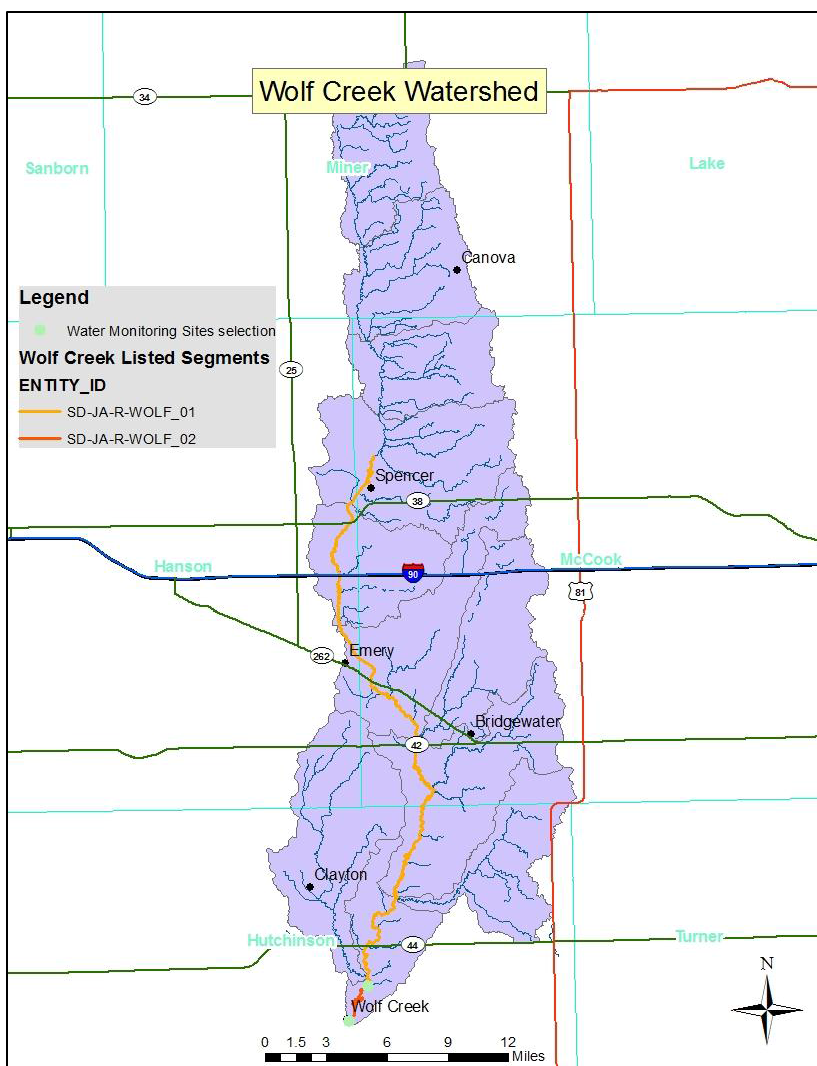 34
Wolf Creek Watershed
Sanborn
Miner
Lake
Canova
Legend
Water Monitoring Sites selection
Wolf Creek Listed Segments
ENTITY_ID
SD-JA-R-WOLF_01
SD-JA-R-WOLF_02
25
Spencer
38
Hanson
90
McCook
81
262
Emery
Bridgewater
42
Clayton
Hutchinson
44
Turner
N
Wolf Creek
0 1.5 3 6 9 12
Miles